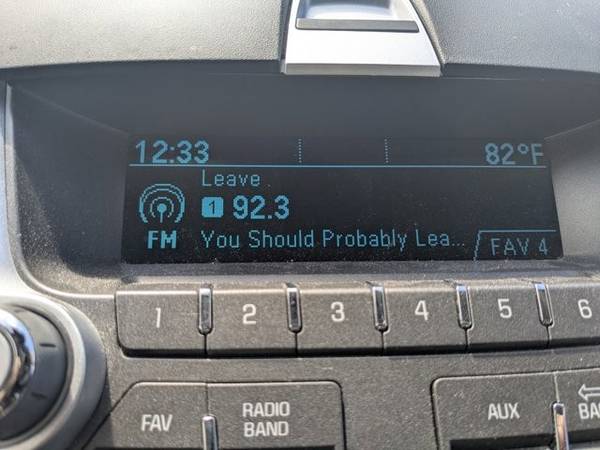 12:33 82°F
Leave
1 92.3
FM You Should Probably Lea... FAV 4
1 2 3 4 5 6
FAV RADIO BAND AUX BA